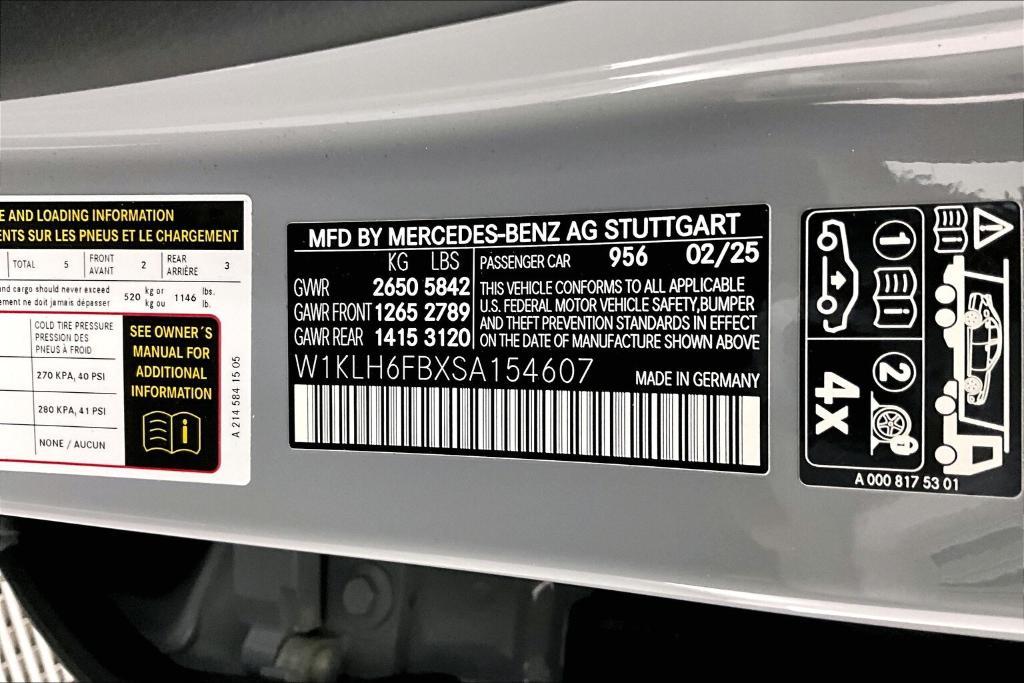 E AND LOADING INFORMATION
ENTS SUR LES PNEUS ET LE CHARGEMENT
TOTAL 5 FRONT AVANT 2 REAR ARRIÈRE 3
and cargo should never exceed
ement ne doit jamais dépasser
520 kg or kg ou 1146 lbs. lb.
COLD TIRE PRESSURE
PRESSION DES
PNEUS À FROID
270 KPA, 40 PSI
280 KPA, 41 PSI
NONE / AUCUN
SEE OWNER´S
MANUAL FOR
ADDITIONAL
INFORMATION
A 214 584 15 05
MFD BY MERCEDES-BENZ AG STUTTGART
KG LBS
GWR 2650 5842
GAWR FRONT 1265 2789
GAWR REAR 1415 3120
PASSENGER CAR 956 02/25
THIS VEHICLE CONFORMS TO ALL APPLICABLE
U.S. FEDERAL MOTOR VEHICLE SAFETY, BUMPER
AND THEFT PREVENTION STANDARDS IN EFFECT
ON THE DATE OF MANUFACTURE SHOWN ABOVE
W1KLH6FBXSA154607
MADE IN GERMANY
1
2
4x
A 000 817 53 01